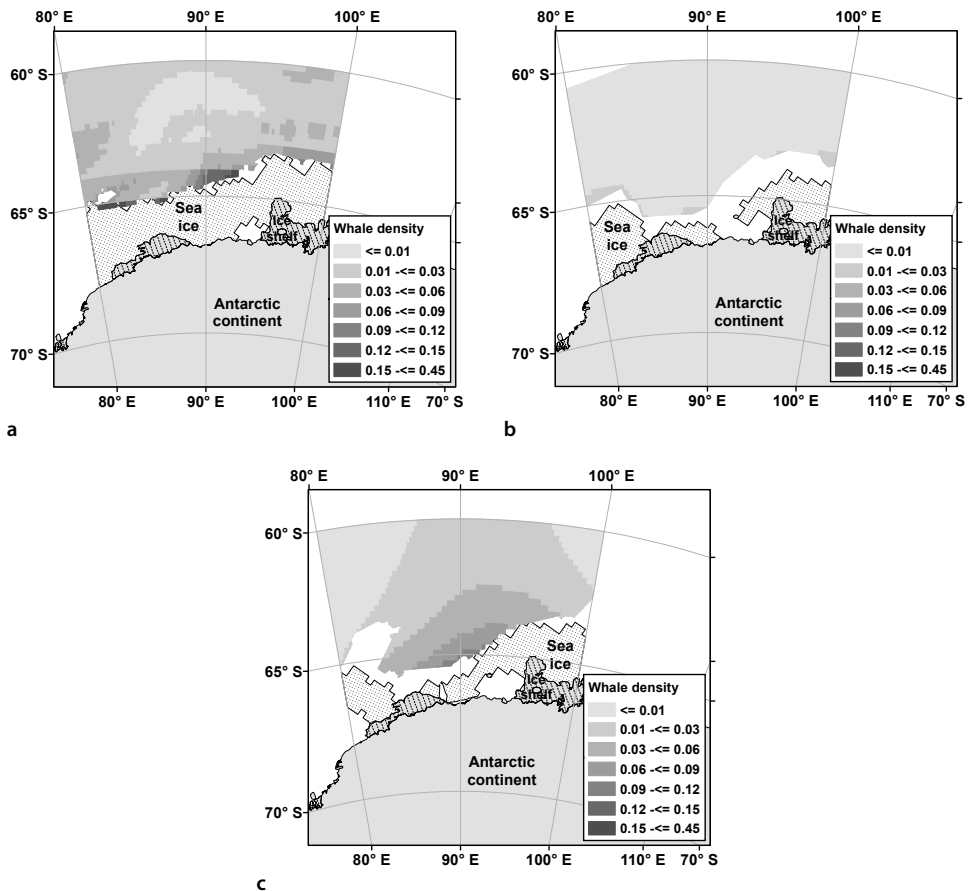 80° E 90° E 100° E
60° S
65° S
70° S
Sea
ice
Ice
shelf
Antarctic
continent
Whale density
<= 0.01
0.01 -<= 0.03
0.03 -<= 0.06
0.06 -<= 0.09
0.09 -<= 0.12
0.12 -<= 0.15
0.15 -<= 0.45
80° E 90° E 100° E 110° E 70° S
a
80° E 90° E 100° E
60° S
65° S
70° S
Sea
ice
Ice
shelf
Antarctic
continent
Whale density
<= 0.01
0.01 -<= 0.03
0.03 -<= 0.06
0.06 -<= 0.09
0.09 -<= 0.12
0.12 -<= 0.15
0.15 -<= 0.45
80° E 90° E 100° E 110° E 70° S
b
80° E 90° E 100° E
60° S
65° S
70° S
Sea
ice
Ice
shelf
Antarctic
continent
Whale density
<= 0.01
0.01 -<= 0.03
0.03 -<= 0.06
0.06 -<= 0.09
0.09 -<= 0.12
0.12 -<= 0.15
0.15 -<= 0.45
80° E 90° E 100° E 110° E 70° S
c